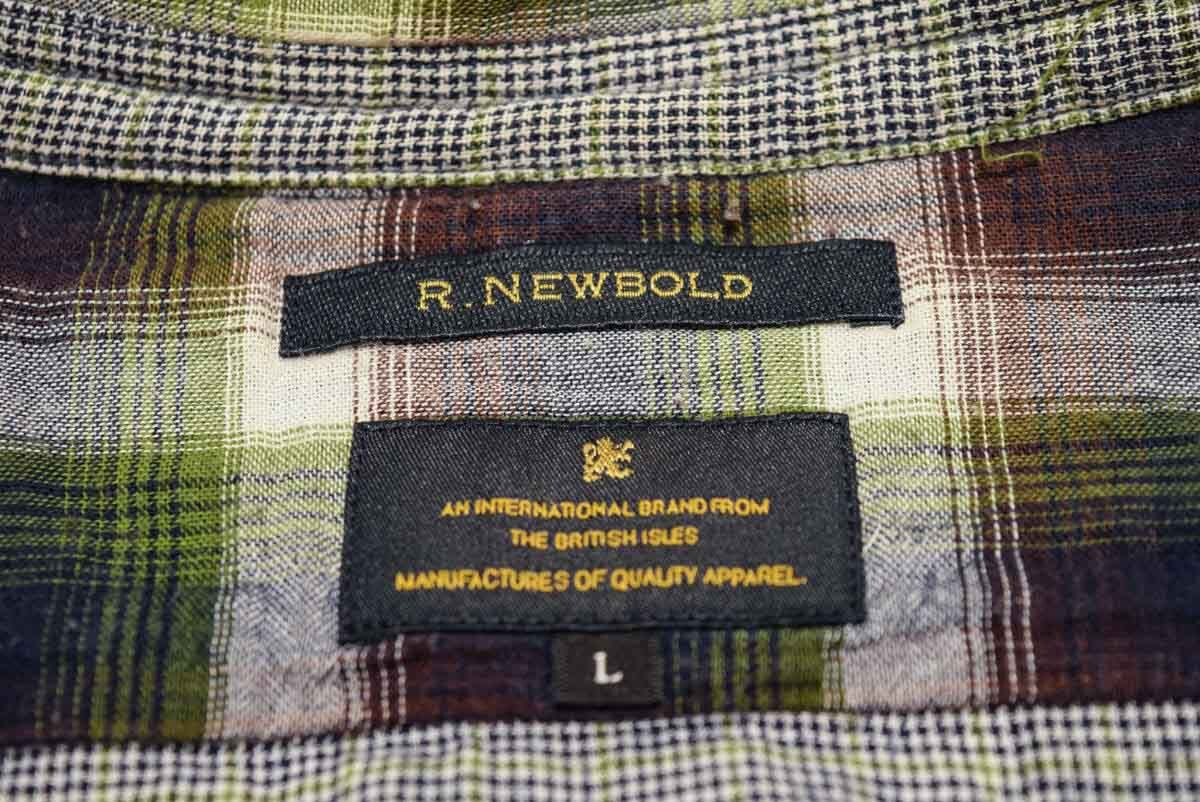 R. NEWBOLD
AN INTERNATIONAL BRAND FROM
THE BRITISH ISLES
MANUFACTURES OF QUALITY APPAREL.
L